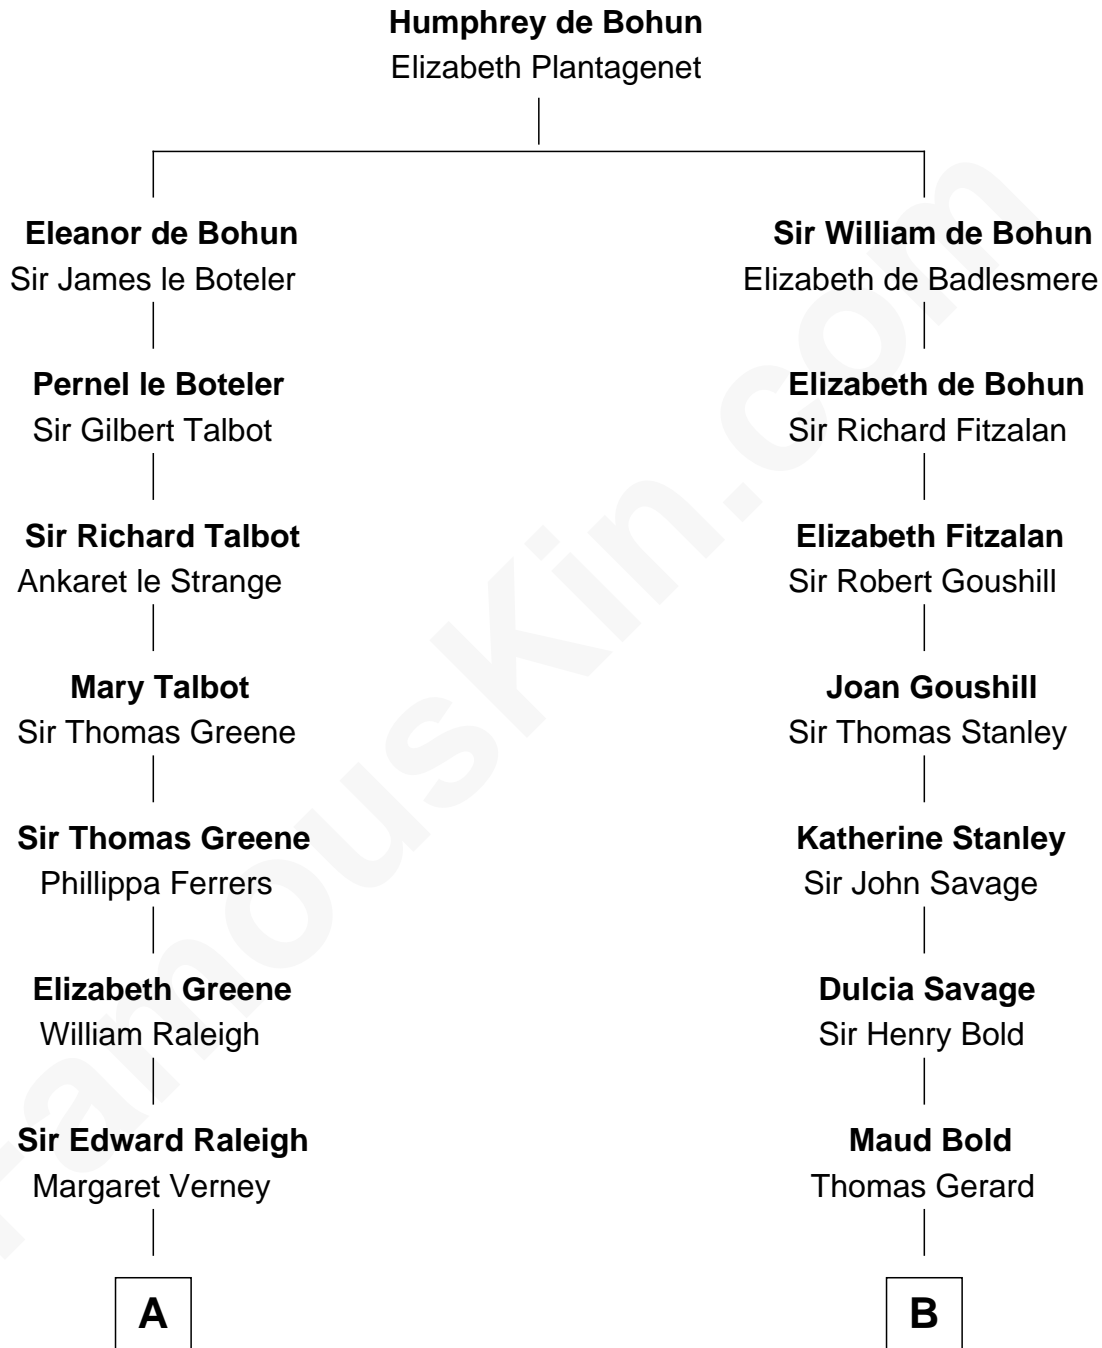 Humphrey de Bohun
Elizabeth Plantagenet
Eleanor de Bohun
Sir James le Boteler
Sir William de Bohun
Elizabeth de Badlesmere
Pernel le Boteler
Sir Gilbert Talbot
Elizabeth de Bohun
Sir Richard Fitzalan
Sir Richard Talbot
Ankaret le Strange
Elizabeth Fitzalan
Sir Robert Goushill
Mary Talbot
Sir Thomas Greene
Joan Goushill
Sir Thomas Stanley
Sir Thomas Greene
Phillippa Ferrers
Katherine Stanley
Sir John Savage
Elizabeth Greene
William Raleigh
Dulcia Savage
Sir Henry Bold
Sir Edward Raleigh
Margaret Verney
Maud Bold
Thomas Gerard
A
B
FamousKin.com